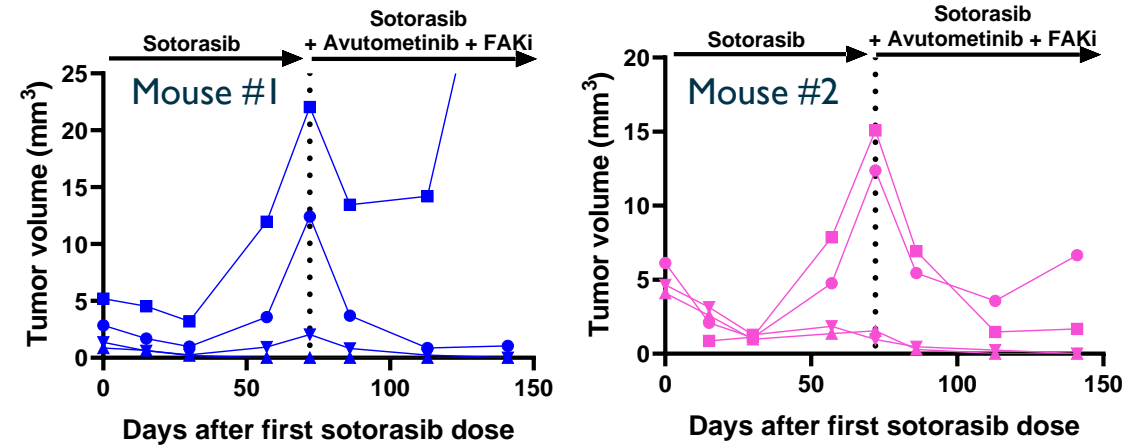 Sotorasib
Sotorasib
+ Avutometinib + FAKi
Mouse #1
Tumor volume (mm³)
25
20
15
10
5
0
0
50
100
150
Days after first sotorasib dose
Sotorasib
Sotorasib
+ Avutometinib + FAKi
Mouse #2
Tumor volume (mm³)
20
15
10
5
0
0
50
100
150
Days after first sotorasib dose